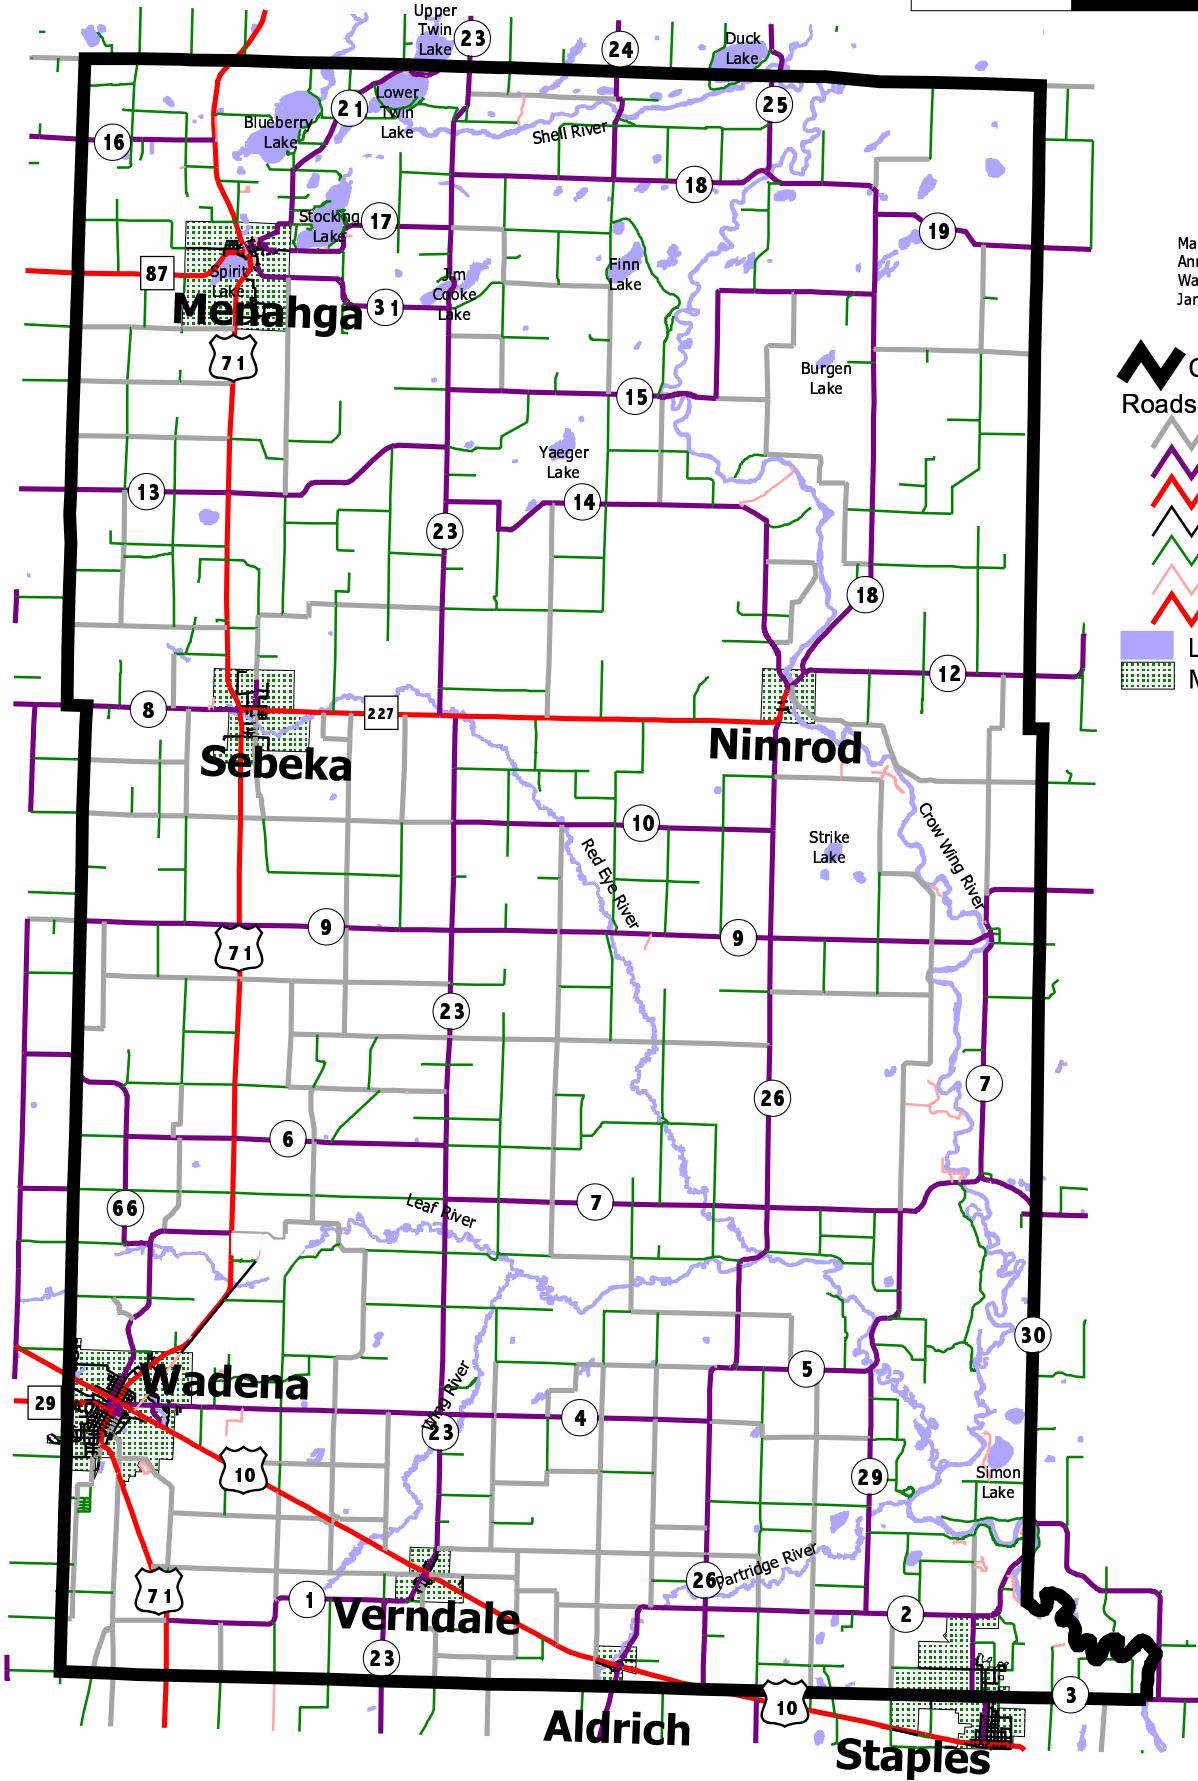 Upper
Twin
Lake
23
24
Duck
Lake
21
Lower
Twin
Lake
25
Blueberry
Lake
16
Shell River
18
Stocking
Lake
17
19
87
Spirit
Lake
Finn
Lake
Jim
Cooke
Lake
Menahga
31
71
Burgen
Lake
15
Yaeger
Lake
13
14
23
18
12
8
227
Sebeka
Nimrod
10
Strike
Lake
Crow Wing River
Red Eye River
9
71
9
23
7
26
6
66
7
Leaf River
30
5
Wadena
29
4
Wing River
23
10
29
Simon
Lake
71
1
26
Partridge River
2
Verndale
23
3
10
Aldrich
Staples
Ma
Ann
Wa
Jar
C
Roads
L
M